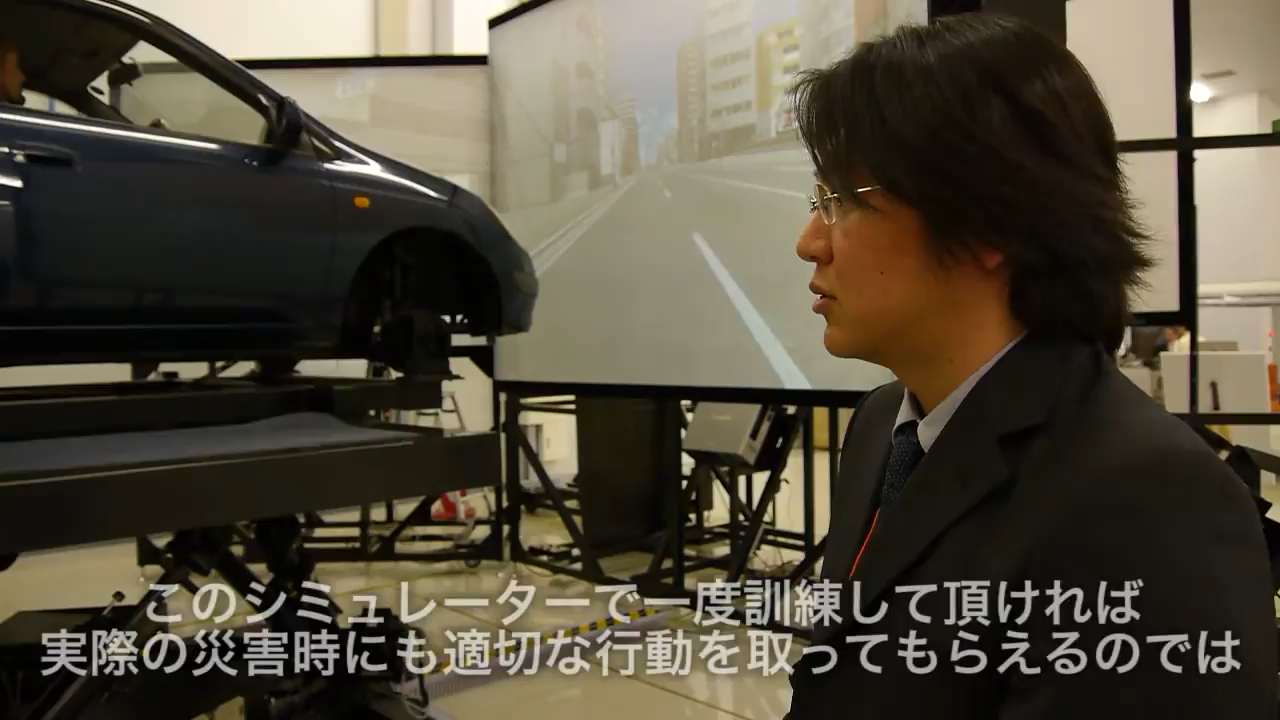 このシミュレーターで一度訓練して頂ければ
実際の災害時にも適切な行動を取ってもらえるのでは